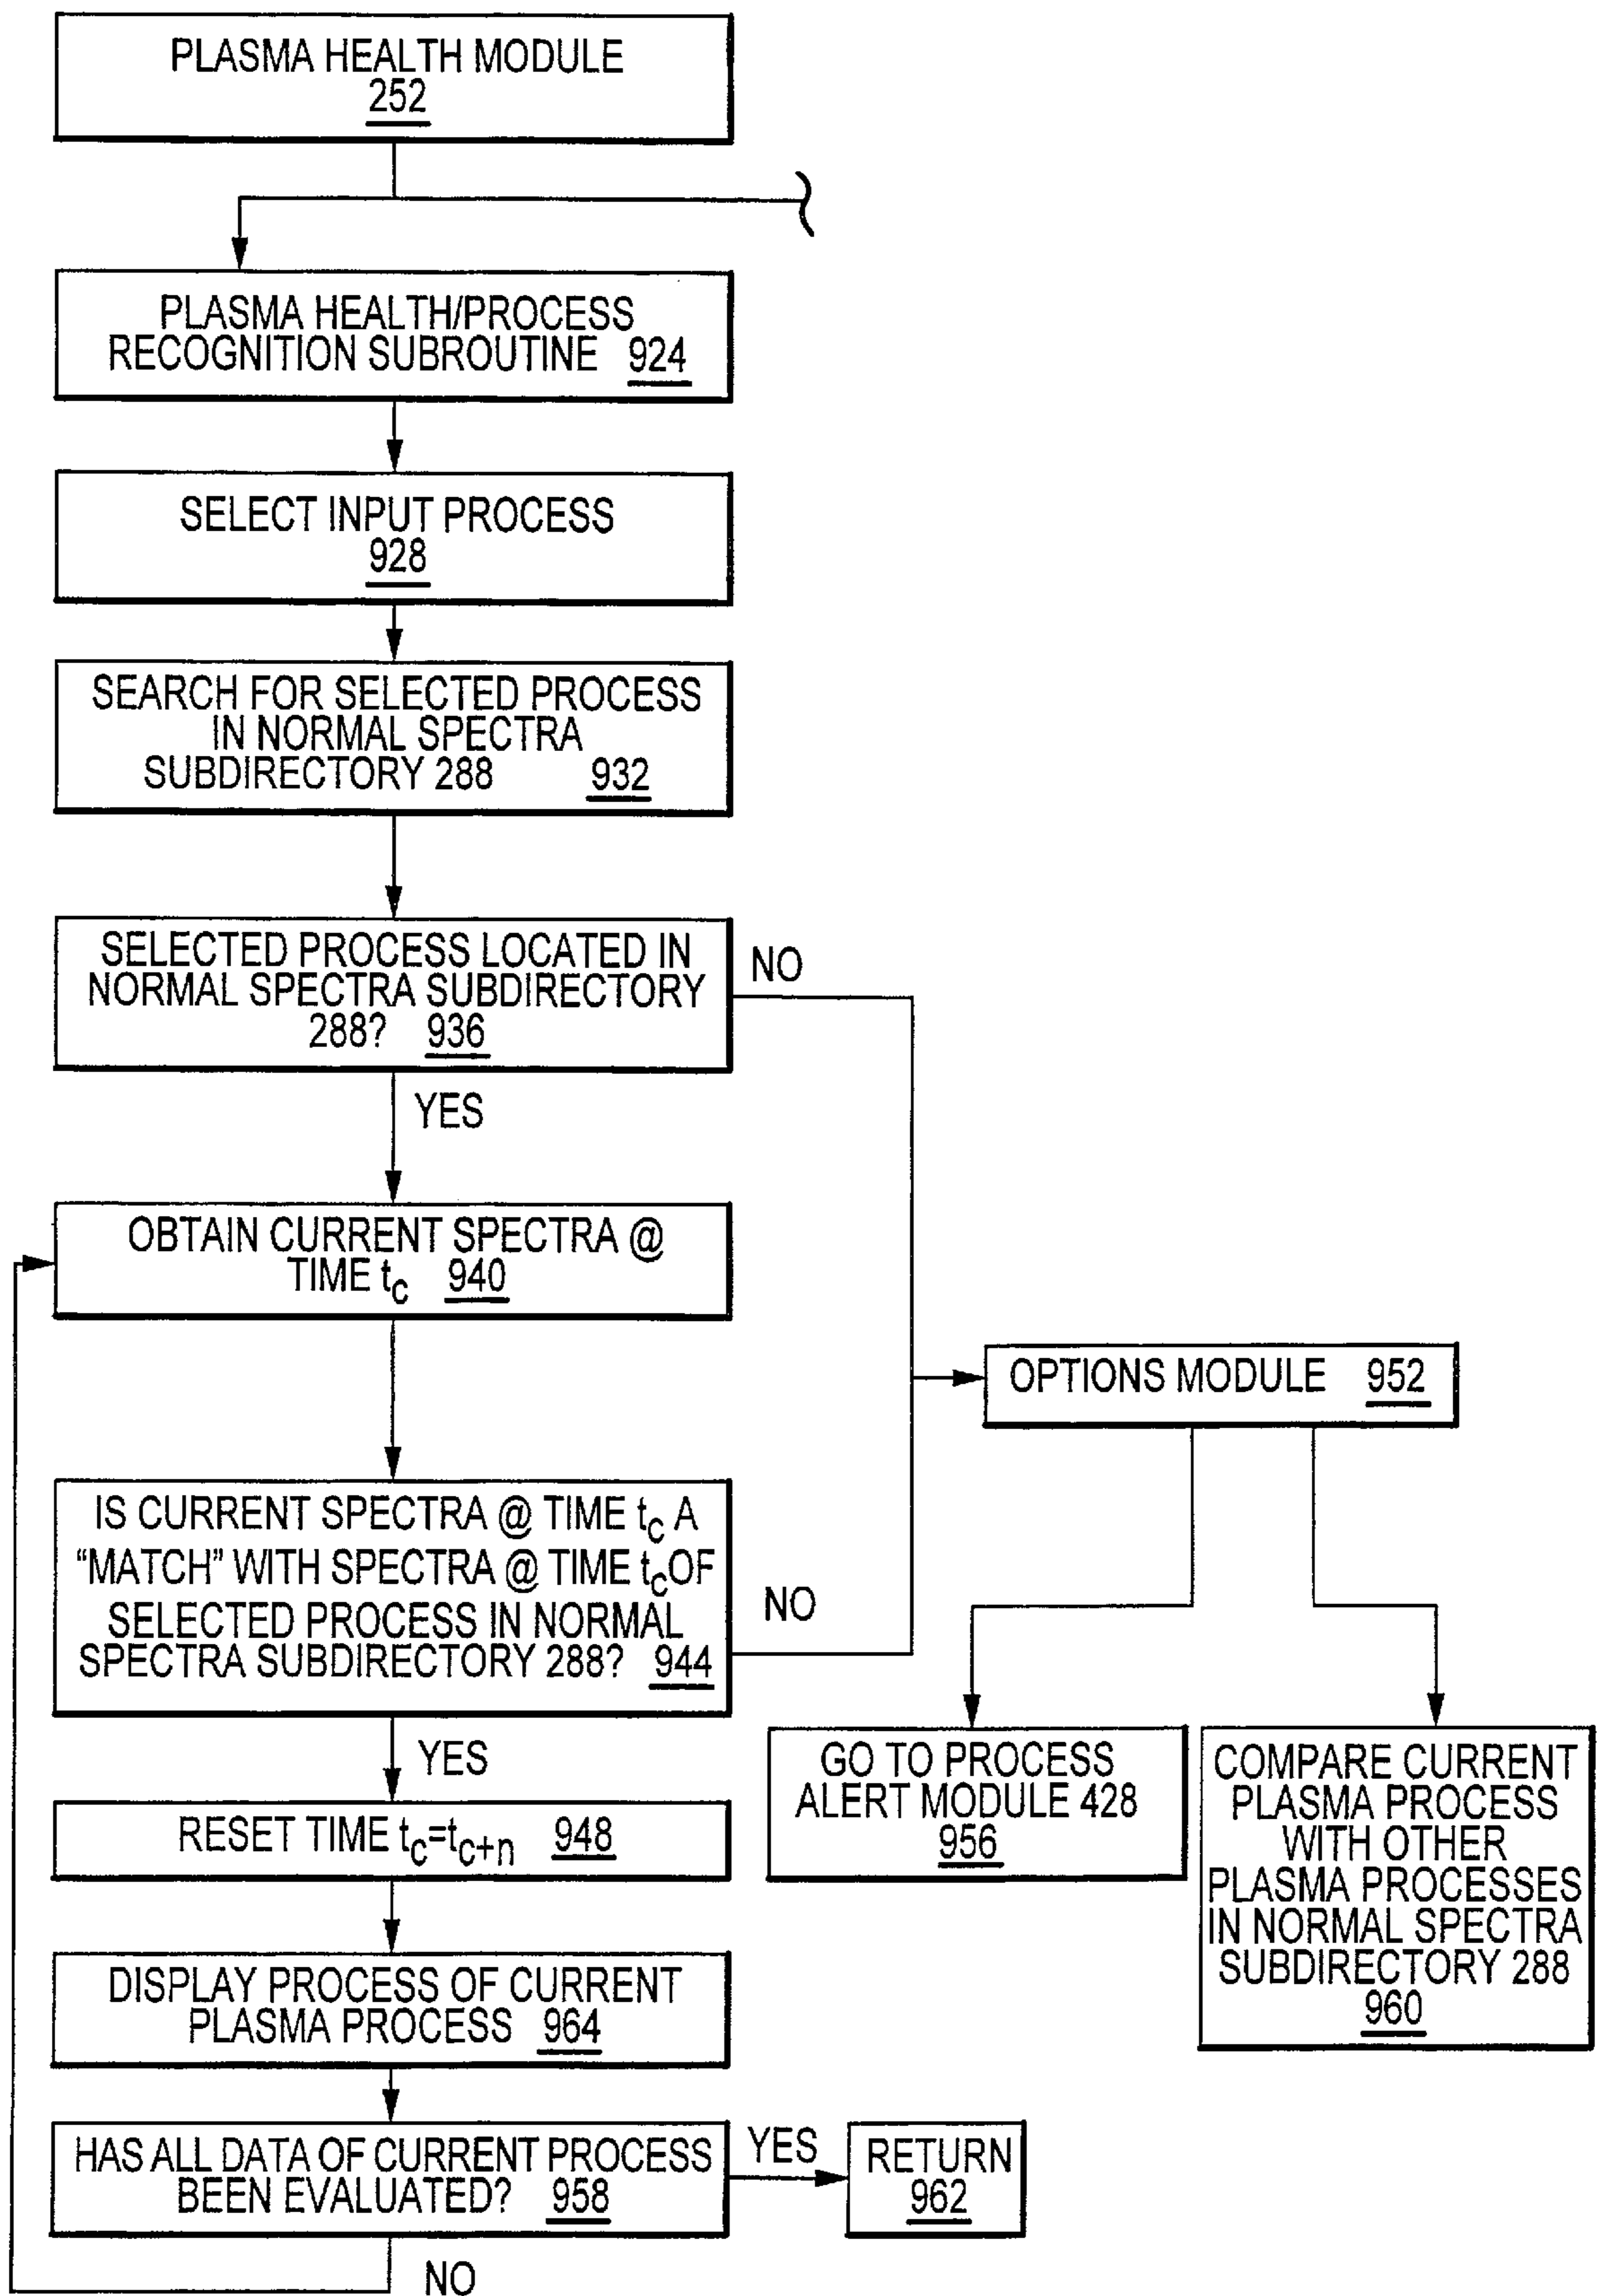 PLASMA HEALTH MODULE
252
PLASMA HEALTH/PROCESS
RECOGNITION SUBROUTINE 924
SELECT INPUT PROCESS
928
SEARCH FOR SELECTED PROCESS
IN NORMAL SPECTRA
SUBDIRECTORY 288 932
SELECTED PROCESS LOCATED IN
NORMAL SPECTRA SUBDIRECTORY
288? 936
NO
YES
OBTAIN CURRENT SPECTRA @
TIME tc 940
IS CURRENT SPECTRA @ TIME tc A
“MATCH” WITH SPECTRA @ TIME tc OF
SELECTED PROCESS IN NORMAL
SPECTRA SUBDIRECTORY 288? 944
NO
YES
RESET TIME tc=tc+n 948
DISPLAY PROCESS OF CURRENT
PLASMA PROCESS 964
HAS ALL DATA OF CURRENT PROCESS
BEEN EVALUATED? 958
YES
RETURN
962
NO
OPTIONS MODULE 952
GO TO PROCESS
ALERT MODULE 428
956
COMPARE CURRENT
PLASMA PROCESS
WITH OTHER
PLASMA PROCESSES
IN NORMAL SPECTRA
SUBDIRECTORY 288
960